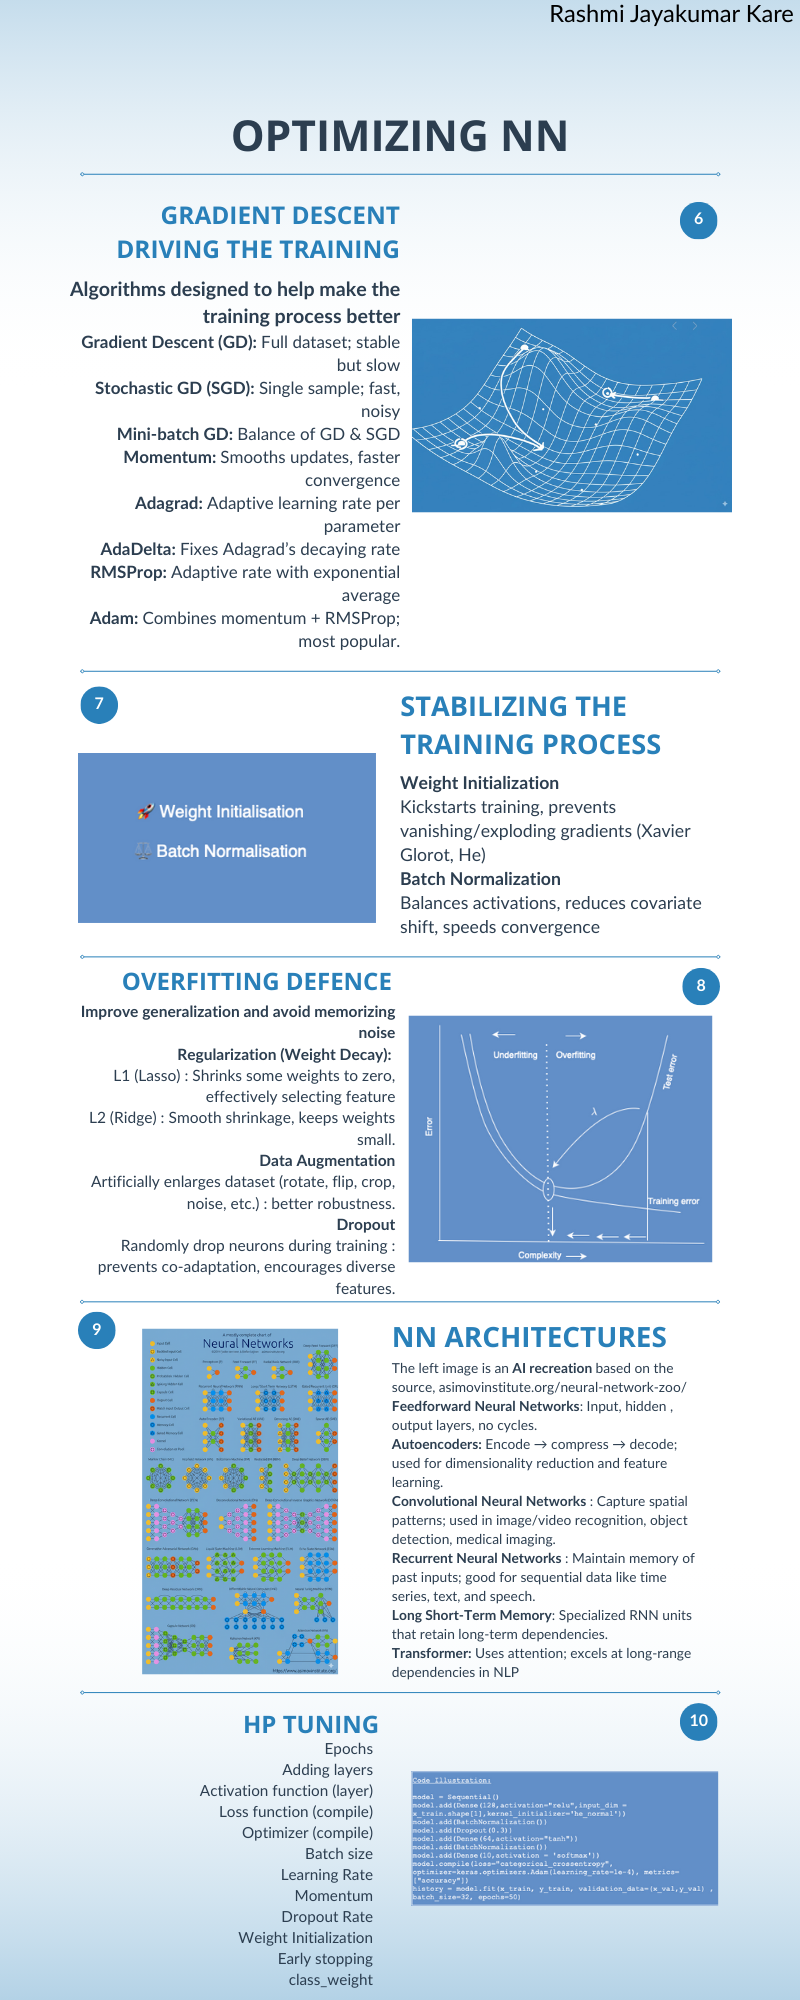 Rashmi Jayakumar Kare
OPTIMIZING NN
GRADIENT DESCENT
DRIVING THE TRAINING
6
Algorithms designed to help make the
training process better
Gradient Descent (GD): Full dataset; stable
but slow
Stochastic GD (SGD): Single sample; fast,
noisy
Mini-batch GD: Balance of GD & SGD
Momentum: Smooths updates, faster
convergence
Adagrad: Adaptive learning rate per
parameter
AdaDelta: Fixes Adagrad's decaying rate
RMSProp: Adaptive rate with exponential
average
Adam: Combines momentum + RMSProp;
most popular.
7
🚀 Weight Initialisation
⚖️ Batch Normalisation
STABILIZING THE
TRAINING PROCESS
Weight Initialization
Kickstarts training, prevents
vanishing/exploding gradients (Xavier
Glorot, He)
Batch Normalization
Balances activations, reduces covariate
shift, speeds convergence
OVERFITTING DEFENCE
8
Improve generalization and avoid memorizing
noise
Regularization (Weight Decay):
L1 (Lasso) : Shrinks some weights to zero,
effectively selecting feature
L2 (Ridge) : Smooth shrinkage, keeps weights
small.
Data Augmentation
Artificially enlarges dataset (rotate, flip, crop,
noise, etc.) : better robustness.
Dropout
Randomly drop neurons during training :
prevents co-adaptation, encourages diverse
features.
Underfitting
Overfitting
Test error
λ
Error
Training error
Complexity
9
A mostly complete chart of
Neural Networks
https://www.asimovinstitute.org/
NN ARCHITECTURES
The left image is an AI recreation based on the
source, asimovinstitute.org/neural-network-zoo/
Feedforward Neural Networks: Input, hidden ,
output layers, no cycles.
Autoencoders: Encode → compress → decode;
used for dimensionality reduction and feature
learning.
Convolutional Neural Networks : Capture spatial
patterns; used in image/video recognition, object
detection, medical imaging.
Recurrent Neural Networks : Maintain memory of
past inputs; good for sequential data like time
series, text, and speech.
Long Short-Term Memory: Specialized RNN units
that retain long-term dependencies.
Transformer: Uses attention; excels at long-range
dependencies in NLP
HP TUNING
10
Epochs
Adding layers
Activation function (layer)
Loss function (compile)
Optimizer (compile)
Batch size
Learning Rate
Momentum
Dropout Rate
Weight Initialization
Early stopping
class_weight
Code Illustration:
model = Sequential()
model.add(Dense(128,activation="relu",input_dim =
x_train.shape[1],kernel_initializer='he_normal'))
model.add(BatchNormalization())
model.add(Dropout(0.3))
model.add(Dense(64,activation="tanh"))
model.add(BatchNormalization())
model.add(Dense(10,activation = 'softmax'))
model.compile(loss="categorical_crossentropy",
optimizer=keras.optimizers.Adam(learning_rate=1e-4), metrics=
["accuracy"])
history = model.fit(x_train, y_train, validation_data=(x_val,y_val) ,
batch_size=32, epochs=50)